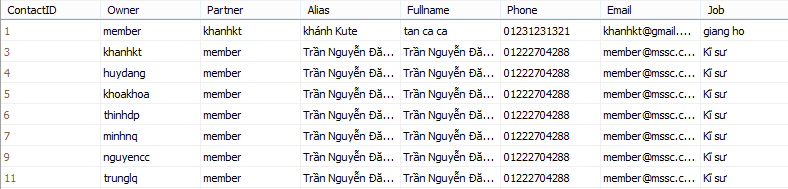 ContactID Owner Partner Alias Fullname Phone Email Job
1 member khanhkt khánh Kute tan ca ca 01231231321 khanhkt@gmail.... giang ho
3 khanhkt member Trần Nguyễn Đă... Trần Nguyễn Đă... 01222704288 member@mssc.c... Kĩ sư
4 huydang member Trần Nguyễn Đă... Trần Nguyễn Đă... 01222704288 member@mssc.c... Kĩ sư
5 khoakhoa member Trần Nguyễn Đă... Trần Nguyễn Đă... 01222704288 member@mssc.c... Kĩ sư
6 thinhdp member Trần Nguyễn Đă... Trần Nguyễn Đă... 01222704288 member@mssc.c... Kĩ sư
7 minhnq member Trần Nguyễn Đă... Trần Nguyễn Đă... 01222704288 member@mssc.c... Kĩ sư
9 nguyencc member Trần Nguyễn Đă... Trần Nguyễn Đă... 01222704288 member@mssc.c... Kĩ sư
11 trunglq member Trần Nguyễn Đă... Trần Nguyễn Đă... 01222704288 member@mssc.c... Kĩ sư